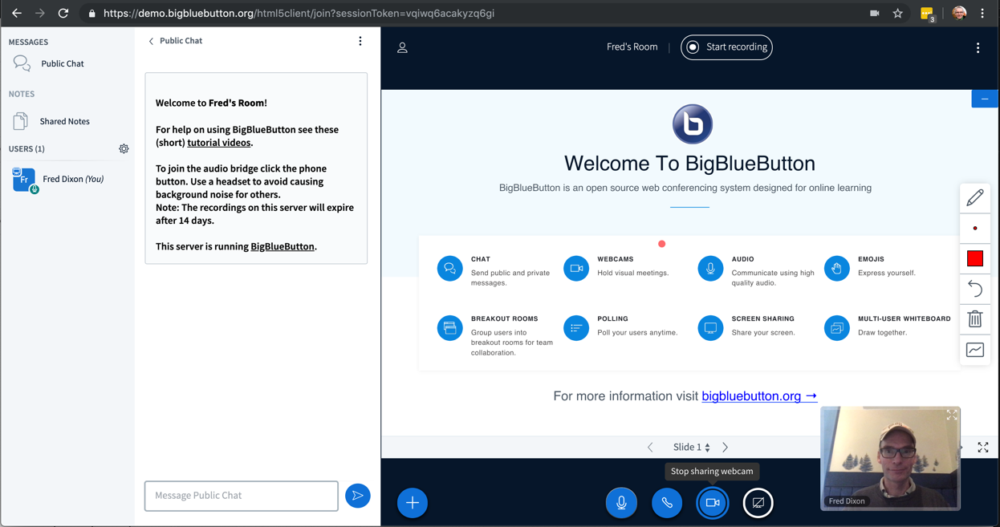 https://demo.bigbluebutton.org/html5client/join?sessionToken=vqiwq6acakyzq6gi
3
MESSAGES
Public Chat
NOTES
Shared Notes
USERS (1)
Fr
Fred Dixon (You)
Public Chat
Welcome to Fred's Room!
For help on using BigBlueButton see these
(short) tutorial videos.
To join the audio bridge click the phone
button. Use a headset to avoid causing
background noise for others.
Note: The recordings on this server will expire
after 14 days.
This server is running BigBlueButton.
Message Public Chat
Fred's Room
Start recording
b
Welcome To BigBlueButton
BigBlueButton is an open source web conferencing system designed for online learning
CHAT
Send public and private
messages.
WEBCAMS
Hold visual meetings.
AUDIO
Communicate using high
quality audio.
EMOJIS
Express yourself.
BREAKOUT ROOMS
Group users into
breakout rooms for team
collaboration.
POLLING
Poll your users anytime.
SCREEN SHARING
Share your screen.
MULTI-USER WHITEBOARD
Draw together.
For more information visit bigbluebutton.org →
Slide 1
Stop sharing webcam
Fred Dixon